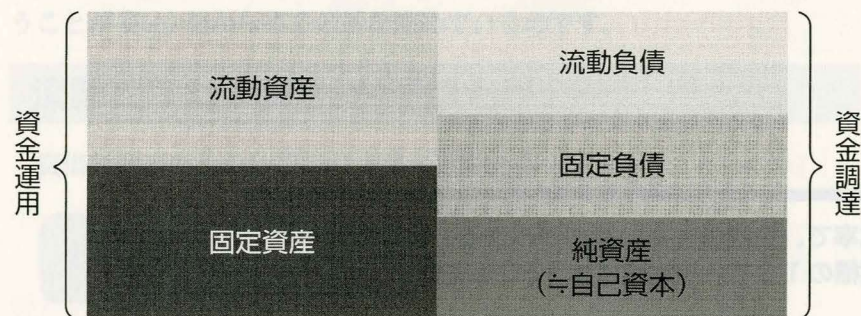 資金運用
流動資産
固定資産
流動負債
固定負債
純資産
(≒自己資本)
資金調達